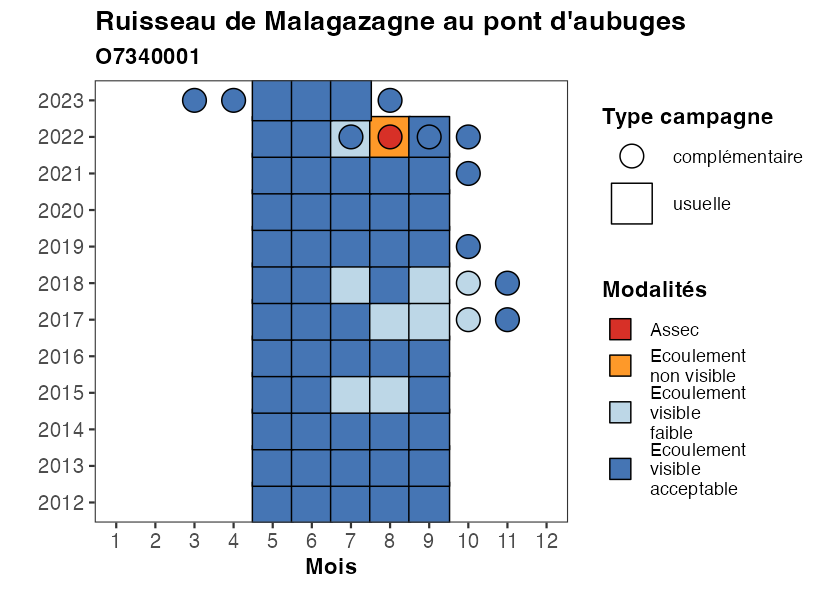 Ruisseau de Malagazagne au pont d'aubuges
O7340001
2023
2022
2021
2020
2019
2018
2017
2016
2015
2014
2013
2012
1 2 3 4 5 6 7 8 9 10 11 12
Mois
Type campagne
complémentaire
usuelle
Modalités
Assec
Ecoulement
non visible
Ecoulement
visible
faible
Ecoulement
visible
acceptable